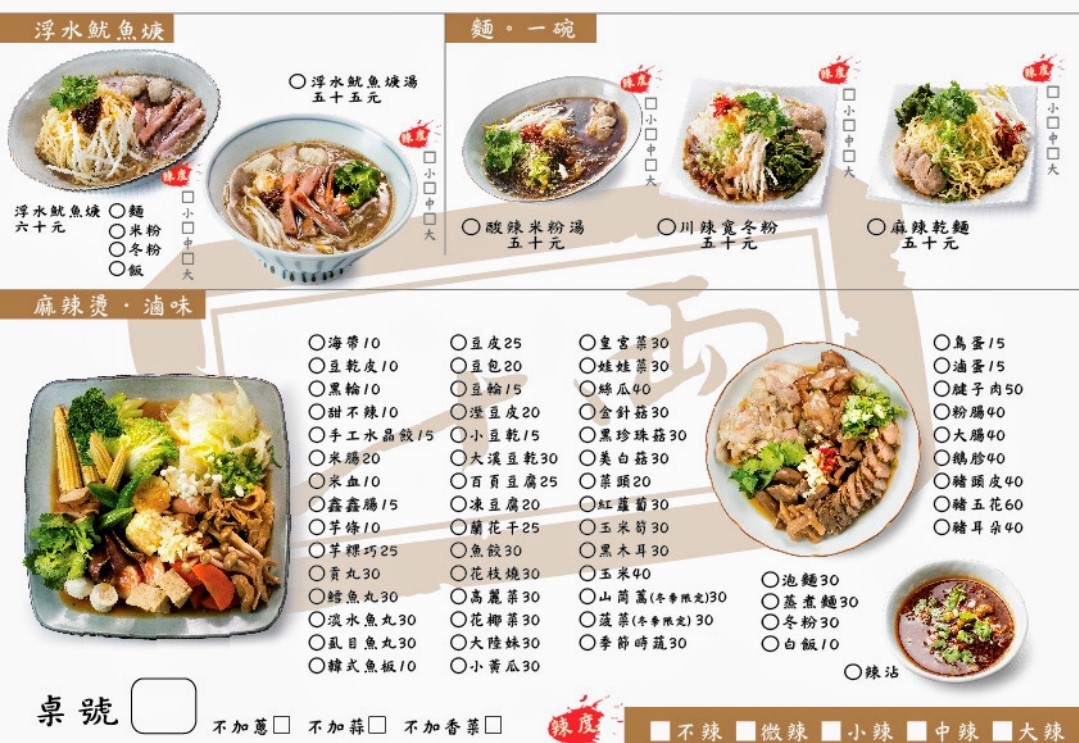 浮水魷魚焿
○浮水魷魚焿湯
五十五元
辣度
□小□中□大
浮水魷魚焿
六十元
○麵
○米粉
○冬粉
○飯
辣度
□小□中□大
麵。一碗
辣度
□小□中□大
○酸辣米粉湯
五十元
辣度
□小□中□大
○川辣寬冬粉
五十元
辣度
□小□中□大
○麻辣乾麵
五十元
麻辣燙・滷味
○海帶10
○豆乾皮10
○黑輪10
○甜不辣10
○手工水晶餃15
○米腸20
○米血10
○鑫鑫腸15
○芋條10
○芋粿巧25
○貢丸30
○鱈魚丸30
○淡水魚丸30
○虱目魚丸30
○韓式魚板10
○豆皮25
○豆包20
○豆輪15
○溼豆皮20
○小豆乾15
○大溪豆乾30
○百頁豆腐25
○凍豆腐20
○蘭花干25
○魚餃30
○花枝燒30
○高麗菜30
○花椰菜30
○大陸妹30
○小黃瓜30
○皇宮菜30
○娃娃菜30
○絲瓜40
○金針菇30
○黑珍珠菇30
○美白菇30
○菜頭20
○紅蘿蔔30
○玉米筍30
○黑木耳30
○玉米40
○山茼蒿(冬季限定)30
○菠菜(冬季限定)30
○季節時蔬30
○鳥蛋15
○滷蛋15
○腱子肉50
○粉腸40
○大腸40
○鵝胗40
○豬頭皮40
○豬五花60
○豬耳朵40
○泡麵30
○蒸煮麵30
○冬粉30
○白飯10
○辣沾
桌號
不加蔥□ 不加蒜□ 不加香菜□
辣度
□不辣 □微辣 □小辣 □中辣 □大辣